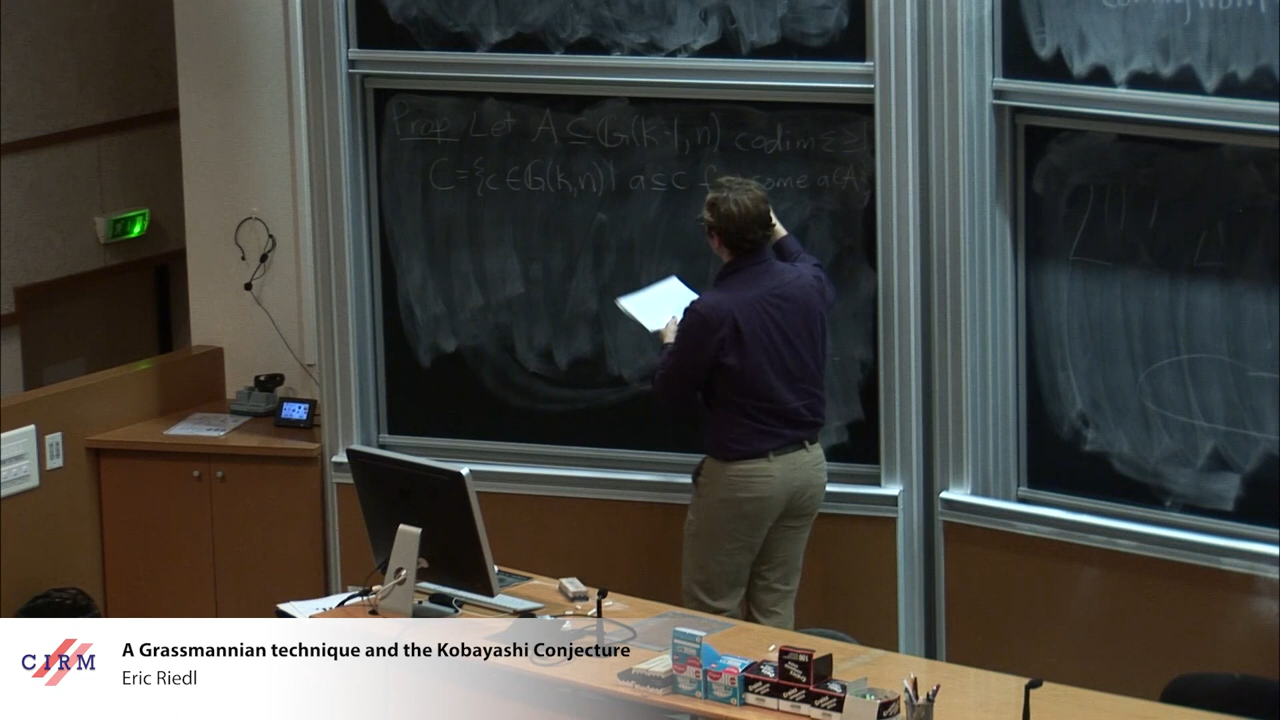 Prop Let A ⊆ G(k-1, n) codim ε ≥ 1
C = {c ∈ G(k,n) | a ⊆ c for some a ∈ A
CIRM
A Grassmannian technique and the Kobayashi Conjecture
Eric Riedl